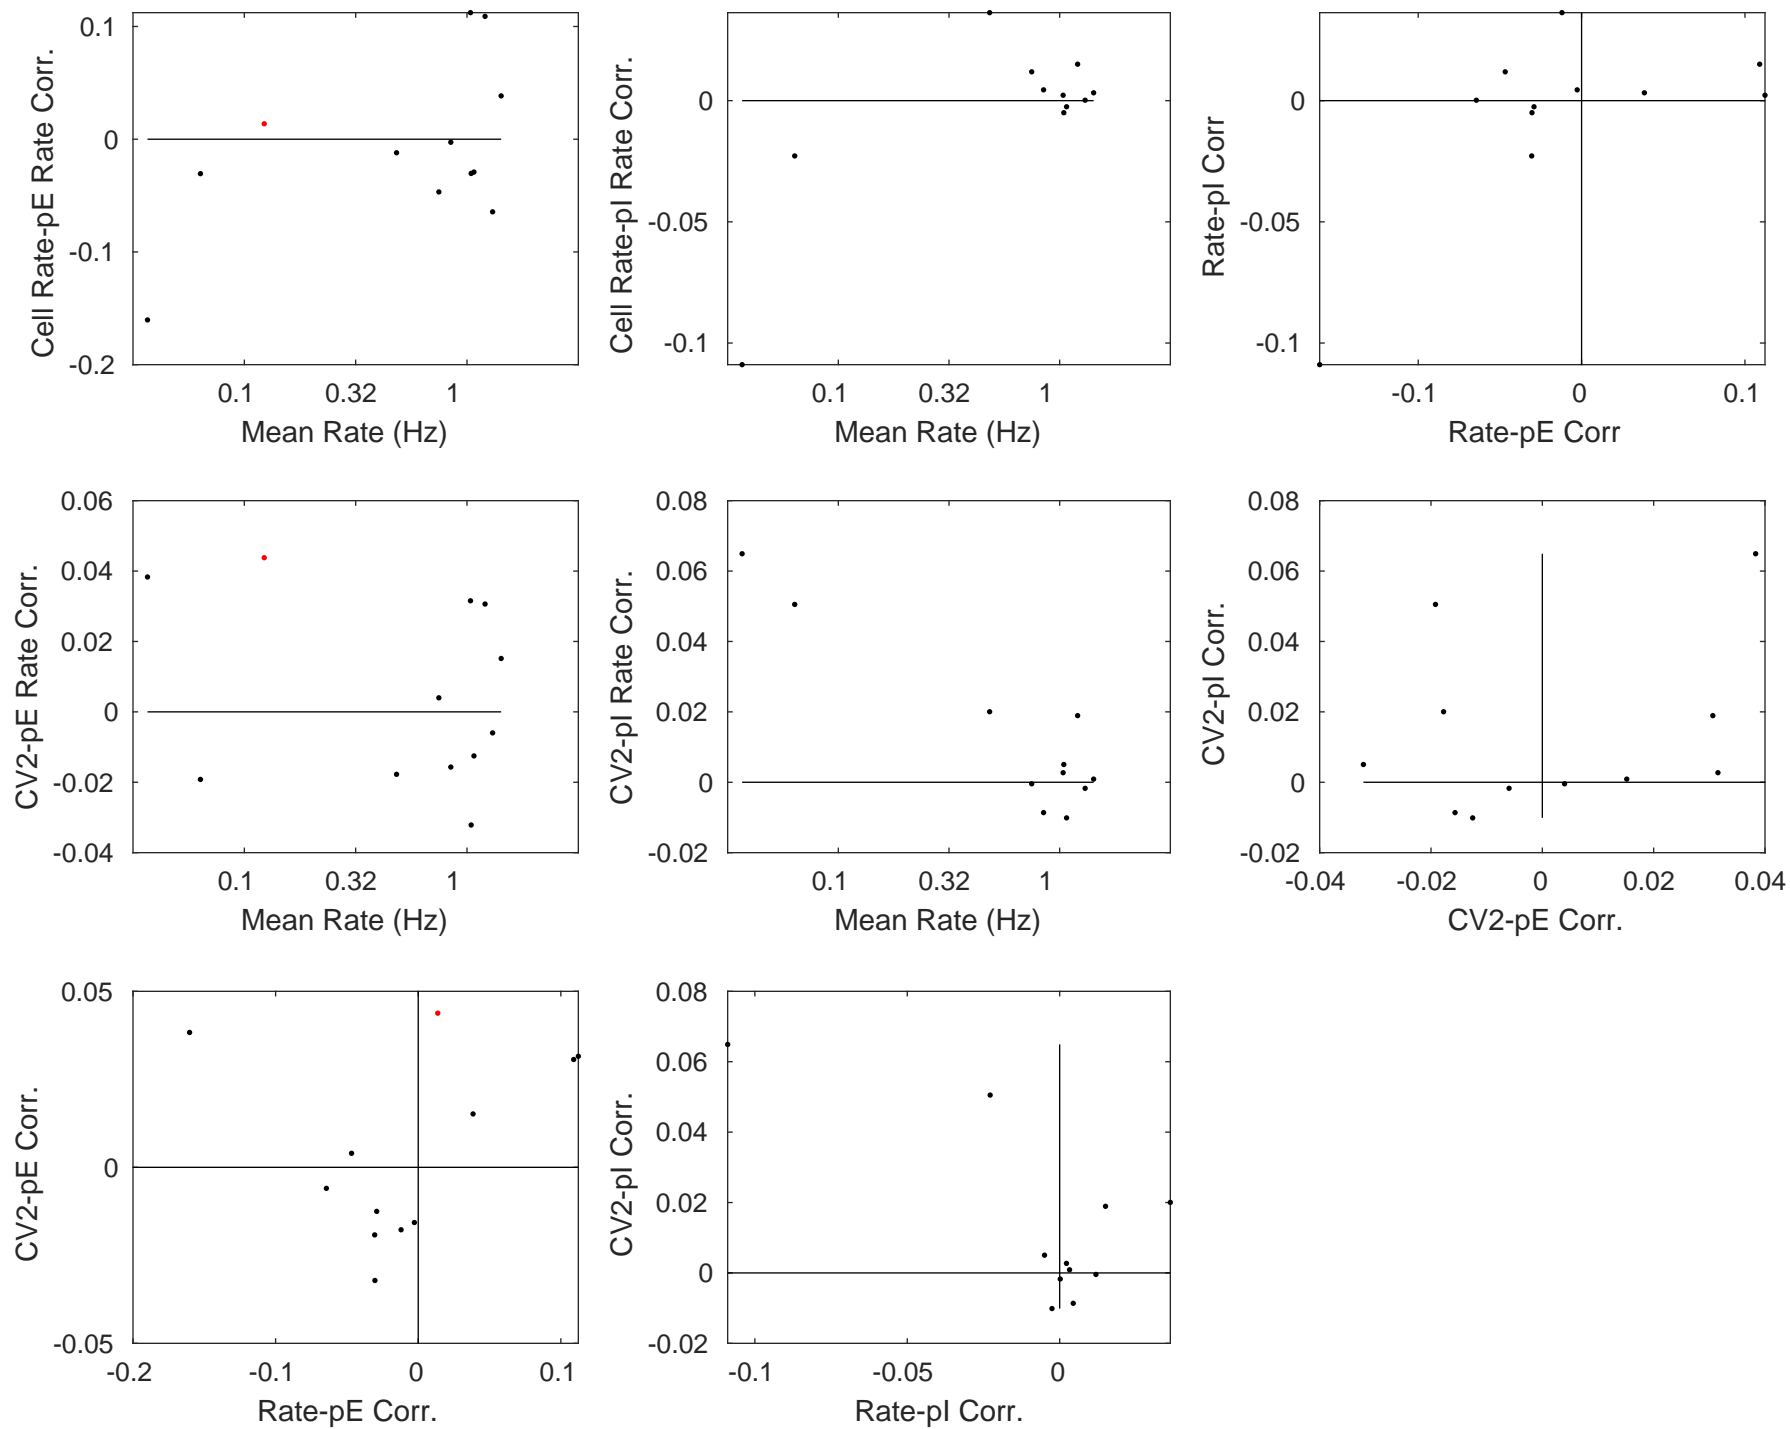 0.1
0
-0.1
-0.2
0.1 0.32 1
Mean Rate (Hz)
Cell Rate-pE Rate Corr.
0
-0.05
-0.1
0.1 0.32 1
Mean Rate (Hz)
Cell Rate-pI Rate Corr.
0
-0.05
-0.1
-0.1 0 0.1
Rate-pE Corr
Rate-pI Corr
0.06
0.04
0.02
0
-0.02
-0.04
0.1 0.32 1
Mean Rate (Hz)
CV2-pE Rate Corr.
0.08
0.06
0.04
0.02
0
-0.02
0.1 0.32 1
Mean Rate (Hz)
CV2-pI Rate Corr.
0.08
0.06
0.04
0.02
0
-0.02
-0.04 -0.02 0 0.02 0.04
CV2-pE Corr.
CV2-pI Corr.
0.05
0
-0.05
-0.2 -0.1 0 0.1
Rate-pE Corr.
CV2-pE Corr.
0.08
0.06
0.04
0.02
0
-0.02
-0.1 -0.05 0
Rate-pI Corr.
CV2-pI Corr.